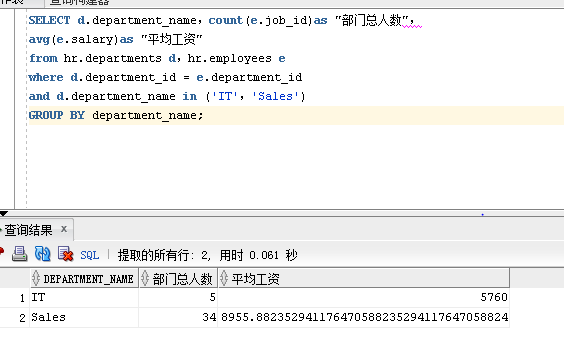 查询构建器
SELECT d.department_name，count(e.job_id)as "部门总人数"，
avg(e.salary)as "平均工资"
from hr.departments d，hr.employees e
where d.department_id = e.department_id
and d.department_name in ('IT'，'Sales')
GROUP BY department_name;
查询结果 x
SQL | 提取的所有行: 2, 用时 0.061 秒
DEPARTMENT_NAME 部门总人数 平均工资
1 IT 5 5760
2 Sales 34 8955.88235294117647058823529411764705882​4